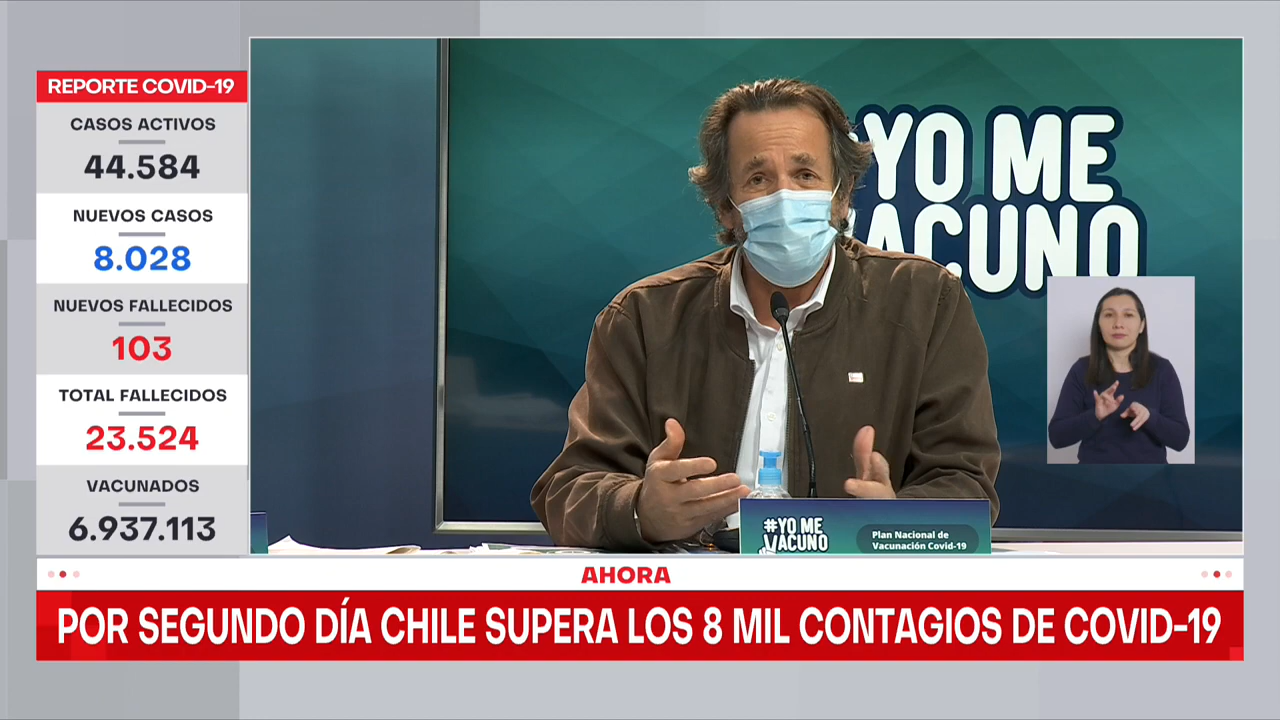 REPORTE COVID-19
CASOS ACTIVOS
44.584
NUEVOS CASOS
8.028
NUEVOS FALLECIDOS
103
TOTAL FALLECIDOS
23.524
VACUNADOS
6.937.113
#YO ME
VACUNO
#YO ME
VACUNO
Plan Nacional de
Vacunación Covid-19
AHORA
POR SEGUNDO DÍA CHILE SUPERA LOS 8 MIL CONTAGIOS DE COVID-19